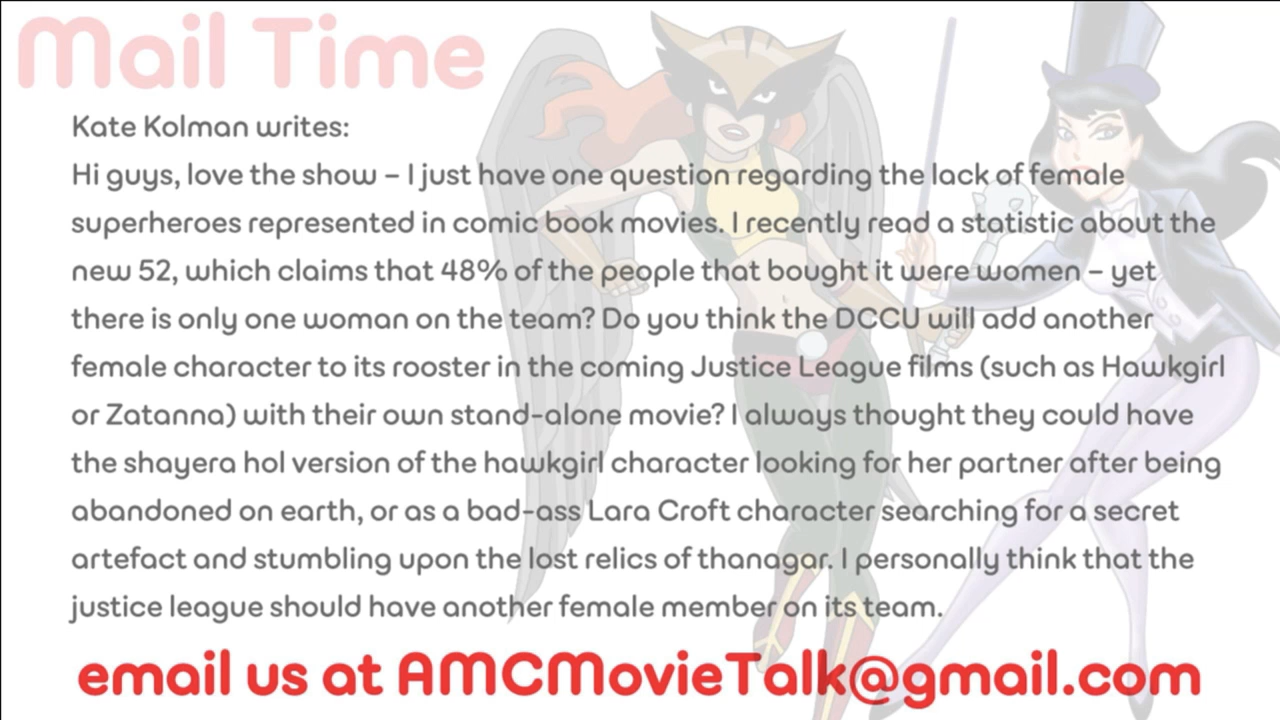 Mail Time
Kate Kolman writes:
Hi guys, love the show – I just have one question regarding the lack of female
superheroes represented in comic book movies. I recently read a statistic about the
new 52, which claims that 48% of the people that bought it were women – yet
there is only one woman on the team? Do you think the DCCU will add another
female character to its rooster in the coming Justice League films (such as Hawkgirl
or Zatanna) with their own stand-alone movie? I always thought they could have
the shayera hol version of the hawkgirl character looking for her partner after being
abandoned on earth, or as a bad-ass Lara Croft character searching for a secret
artefact and stumbling upon the lost relics of thanagar. I personally think that the
justice league should have another female member on its team.
email us at AMCMovieTalk@gmail.com